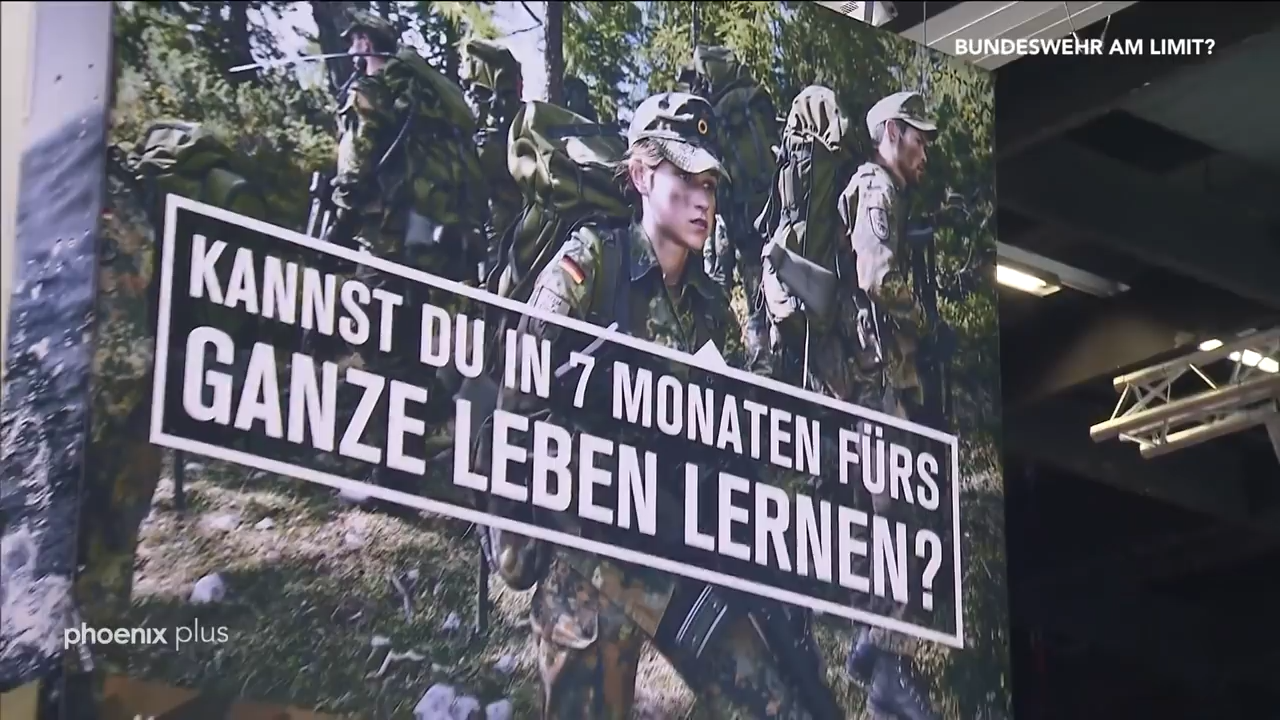 BUNDESWEHR AM LIMIT?
KANNST DU IN 7 MONATEN FÜRS
GANZE LEBEN LERNEN?
phoenix plus